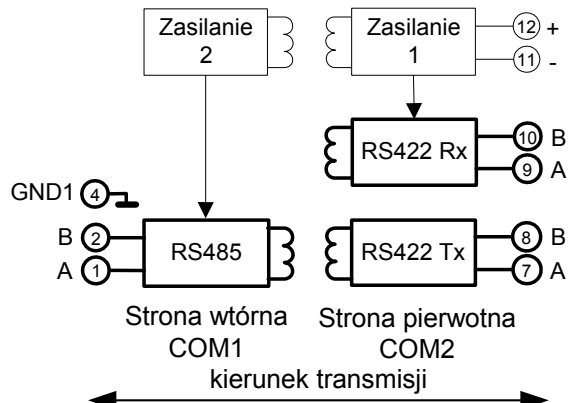 Zasilanie
2
Zasilanie
1
12 +
11 -
RS422 Rx
10 B
9 A
GND1 4
B 2
A 1
RS485
RS422 Tx
8 B
7 A
Strona wtórna
COM1
Strona pierwotna
COM2
kierunek transmisji